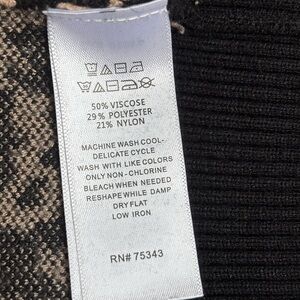 50% VISCOSE
29% POLYESTER
21% NYLON
MACHINE WASH COOL-
DELICATE CYCLE
WASH WITH LIKE COLORS
ONLY NON-CHLORINE
BLEACH WHEN NEEDED
RESHAPE WHILE DAMP
DRY FLAT
LOW IRON
RN# 75343